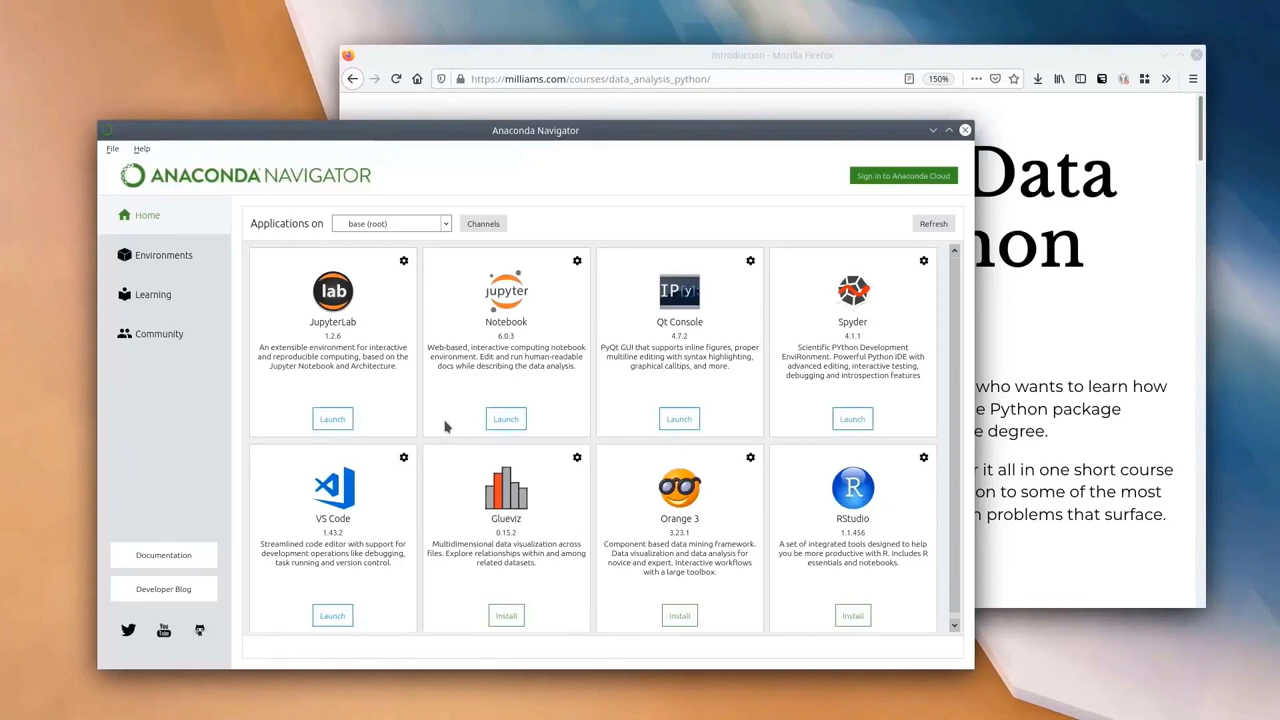 Introduction - Mozilla Firefox
https://milliams.com/courses/data_analysis_python/
150%
Data
hon
who wants to learn how
e Python package
e degree.
r it all in one short course
on to some of the most
n problems that surface.
Anaconda Navigator
File
Help
ANACONDA NAVIGATOR
Sign in to Anaconda Cloud
Home
Environments
Learning
Community
Documentation
Developer Blog
You
Tube
Applications on
base (root)
Channels
Refresh
lab
JupyterLab
1.2.6
An extensible environment for interactive
and reproducible computing, based on the
Jupyter Notebook and Architecture.
Launch
jupyter
Notebook
6.0.3
Web-based, interactive computing notebook
environment. Edit and run human-readable
docs while describing the data analysis.
Launch
IP[y]:
Qt Console
4.7.2
PyQt GUI that supports inline figures, proper
multiline editing with syntax highlighting,
graphical calltips, and more.
Launch
Spyder
4.1.1
Scientific PYthon Development
EnviRonment. Powerful Python IDE with
advanced editing, interactive testing,
debugging and introspection features
Launch
VS Code
1.43.2
Streamlined code editor with support for
development operations like debugging,
task running and version control.
Launch
Glueviz
0.15.2
Multidimensional data visualization across
files. Explore relationships within and among
related datasets.
Install
Orange 3
3.23.1
Component based data mining framework.
Data visualization and data analysis for
novice and expert. Interactive workflows
with a large toolbox.
Install
R
RStudio
1.1.456
A set of integrated tools designed to help
you be more productive with R. Includes R
essentials and notebooks.
Install